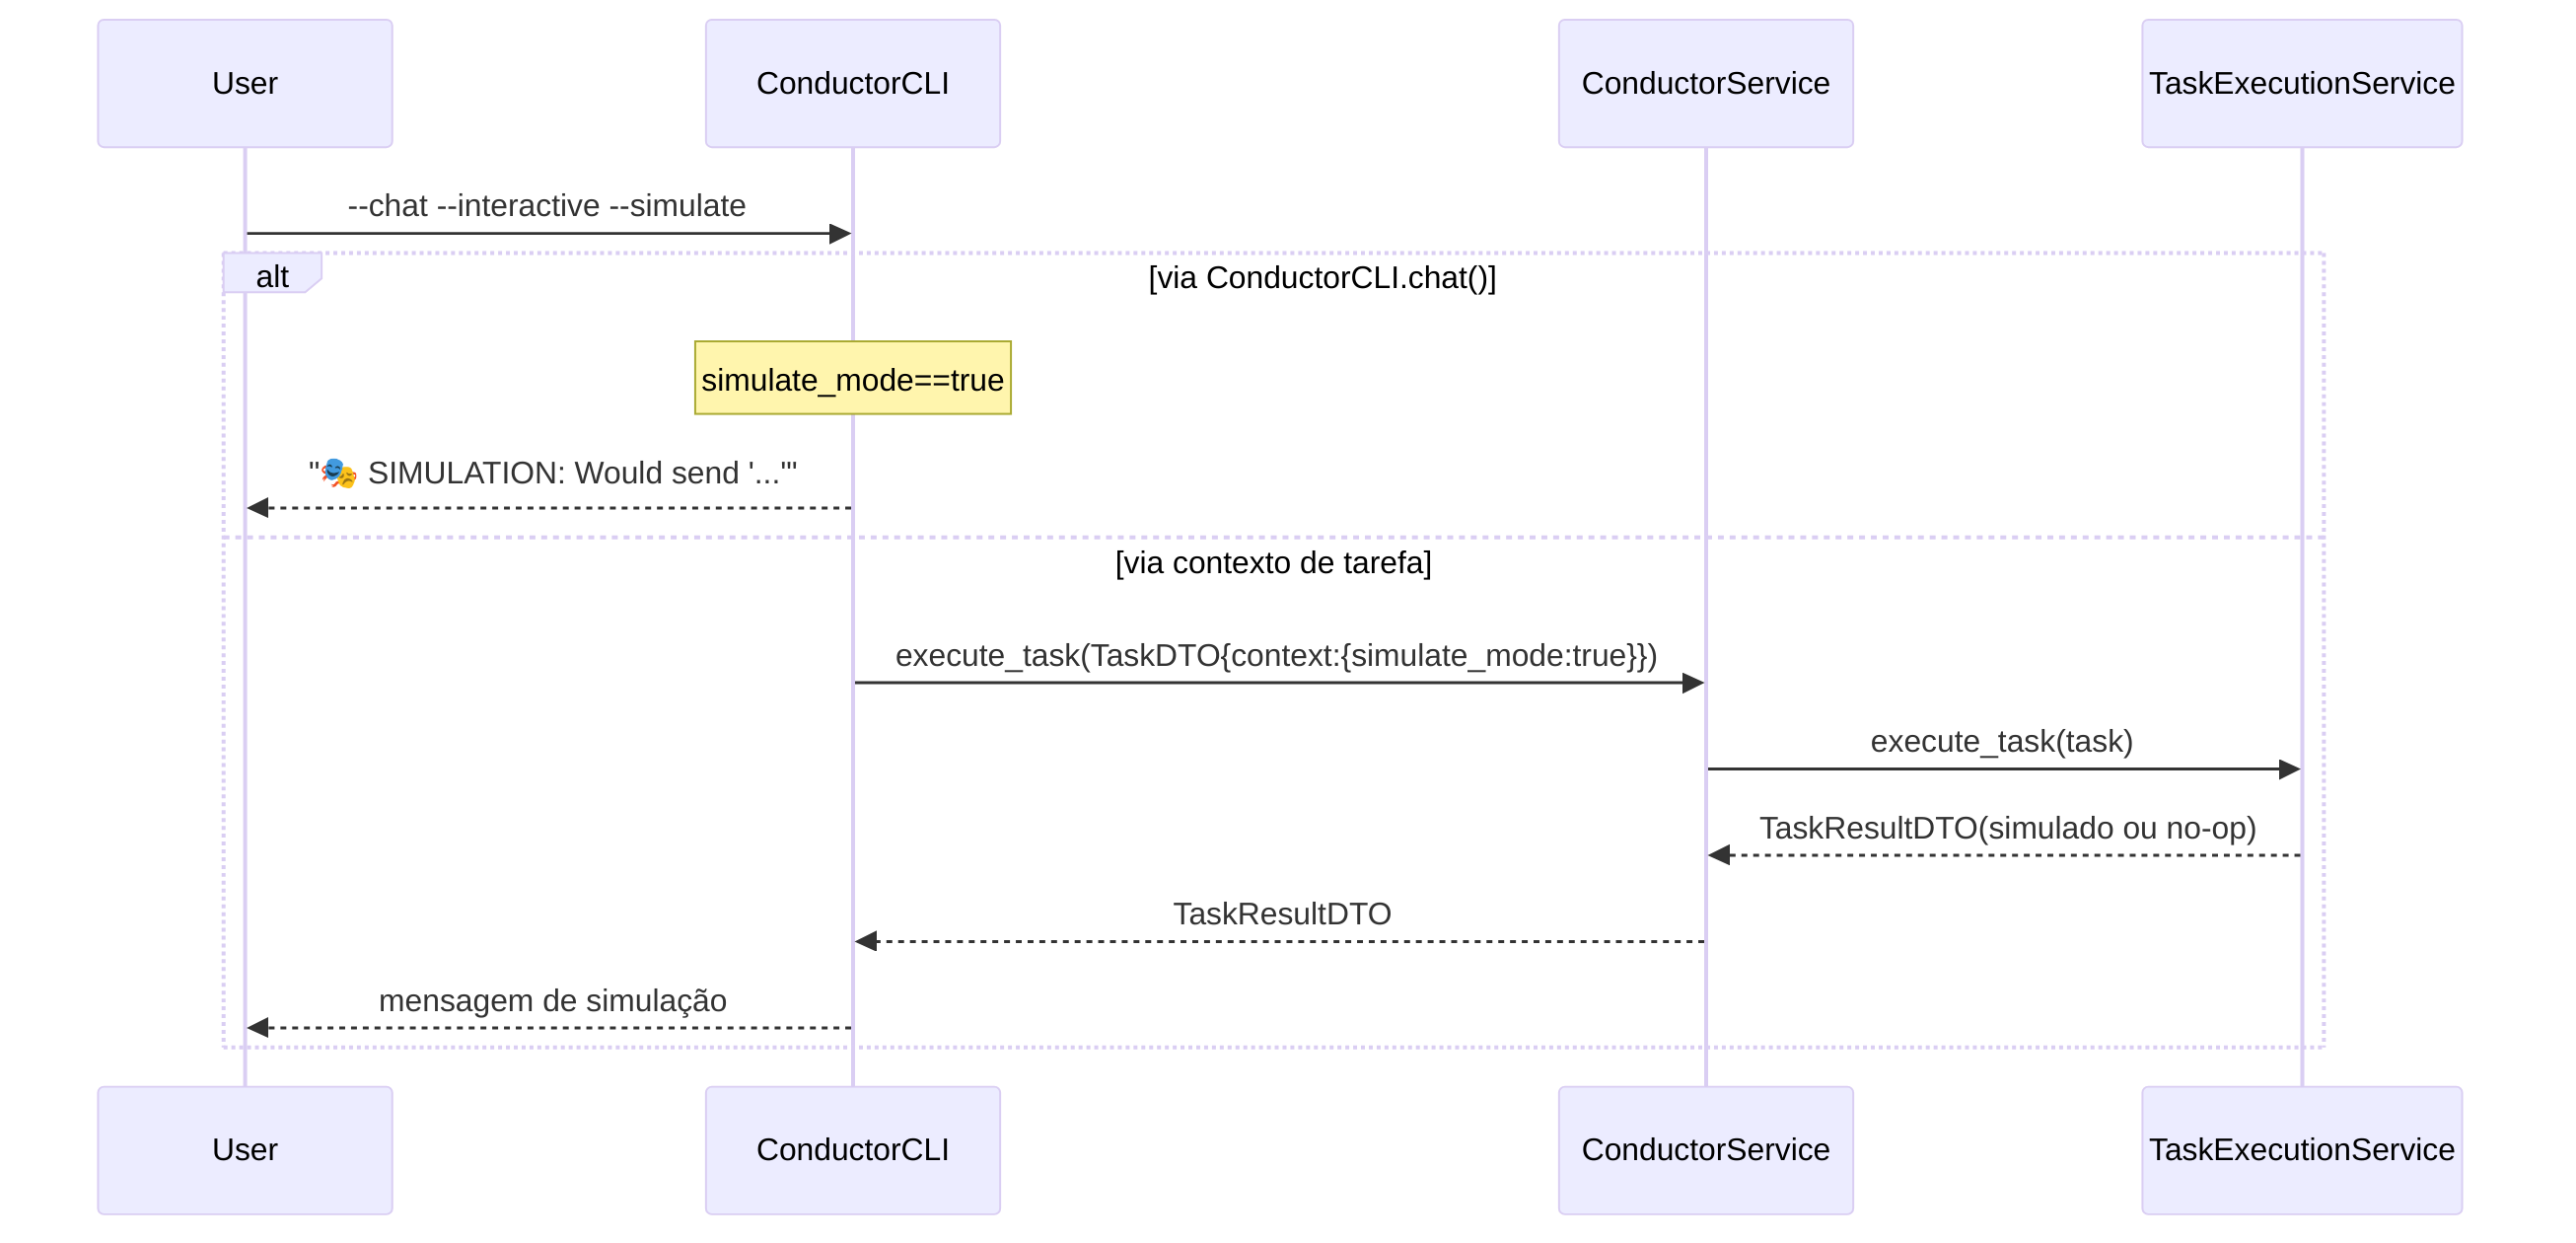 User
ConductorCLI
ConductorService
TaskExecutionService
--chat --interactive --simulate
alt
[via ConductorCLI.chat()]
simulate_mode==true
"🎭 SIMULATION: Would send '...'"
[via contexto de tarefa]
execute_task(TaskDTO{context:{simulate_mode:true}})
execute_task(task)
TaskResultDTO(simulado ou no-op)
TaskResultDTO
mensagem de simulação
User
ConductorCLI
ConductorService
TaskExecutionService